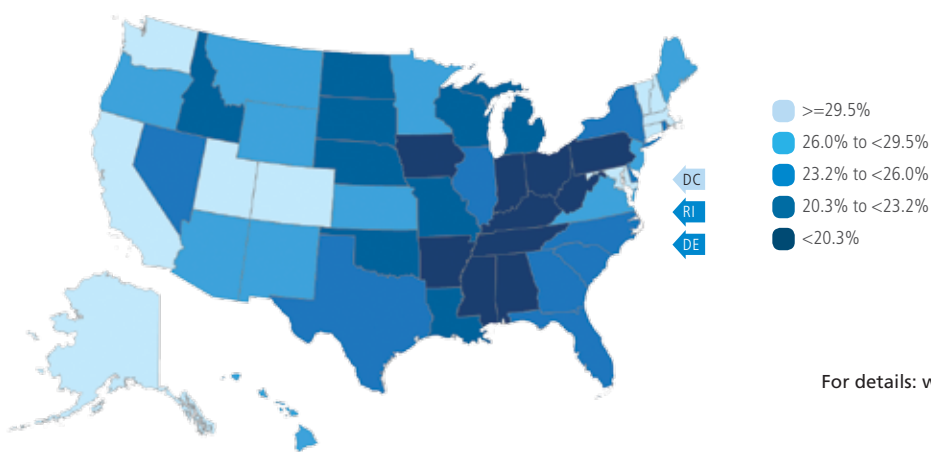 >=29.5%
26.0% to <29.5%
DC
23.2% to <26.0%
RI
20.3% to <23.2%
DE
<20.3%
For details: w